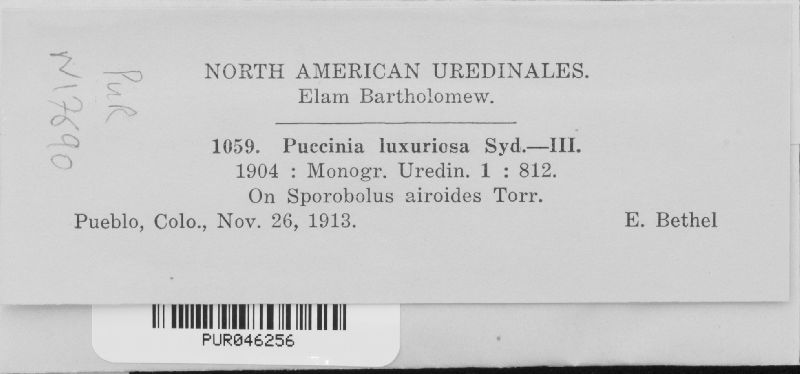 PUR
N17690
NORTH AMERICAN UREDINALES.
Elam Bartholomew.
1059. Puccinia luxuriosa Syd.—III.
1904 : Monogr. Uredin. 1 : 812.
On Sporobolus airoides Torr.
Pueblo, Colo., Nov. 26, 1913. E. Bethel
PUR046256